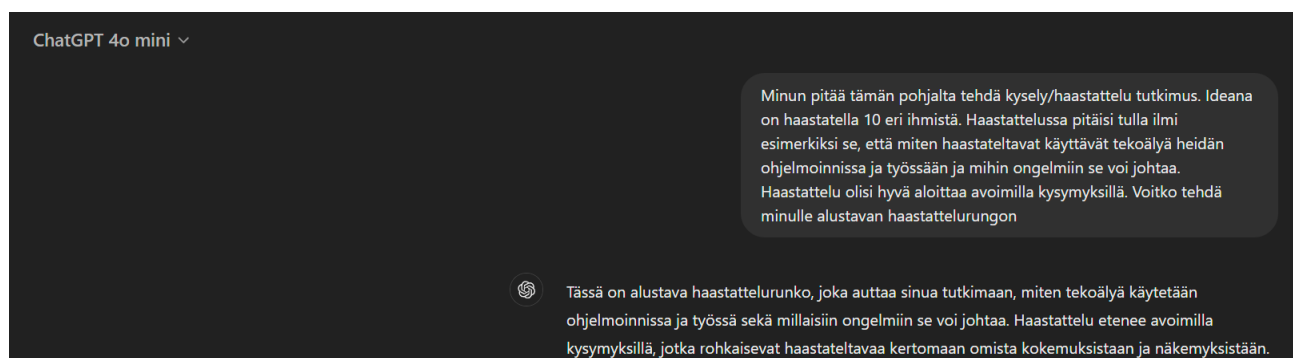 ChatGPT 4o mini
Minun pitää tämän pohjalta tehdä kysely/haastattelu tutkimus. Ideana
on haastatella 10 eri ihmistä. Haastattelussa pitäisi tulla ilmi
esimerkiksi se, että miten haastateltavat käyttävät tekoälyä heidän
ohjelmoinnissa ja työssään ja mihin ongelmiin se voi johtaa.
Haastattelu olisi hyvä aloittaa avoimilla kysymyksillä. Voitko tehdä
minulle alustavan haastattelurungon
Tässä on alustava haastattelurunko, joka auttaa sinua tutkimaan, miten tekoälyä käytetään
ohjelmoinnissa ja työssä sekä millaisiin ongelmiin se voi johtaa. Haastattelu etenee avoimilla
kysymyksillä, jotka rohkaisevat haastateltavaa kertomaan omista kokemuksistaan ja näkemyksistään.